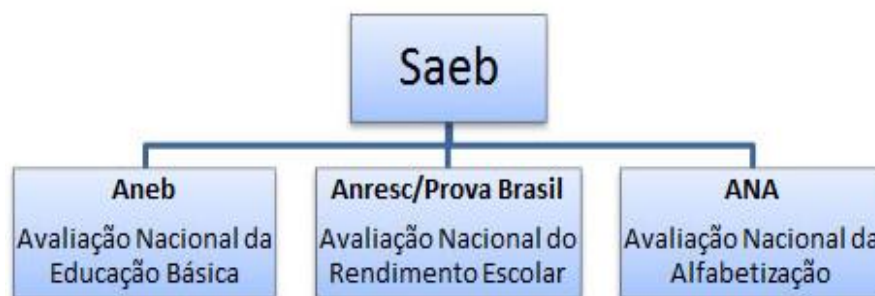 Saeb
Aneb
Avaliação Nacional da
Educação Básica
Anresc/Prova Brasil
Avaliação Nacional do
Rendimento Escolar
ANA
Avaliação Nacional da
Alfabetização